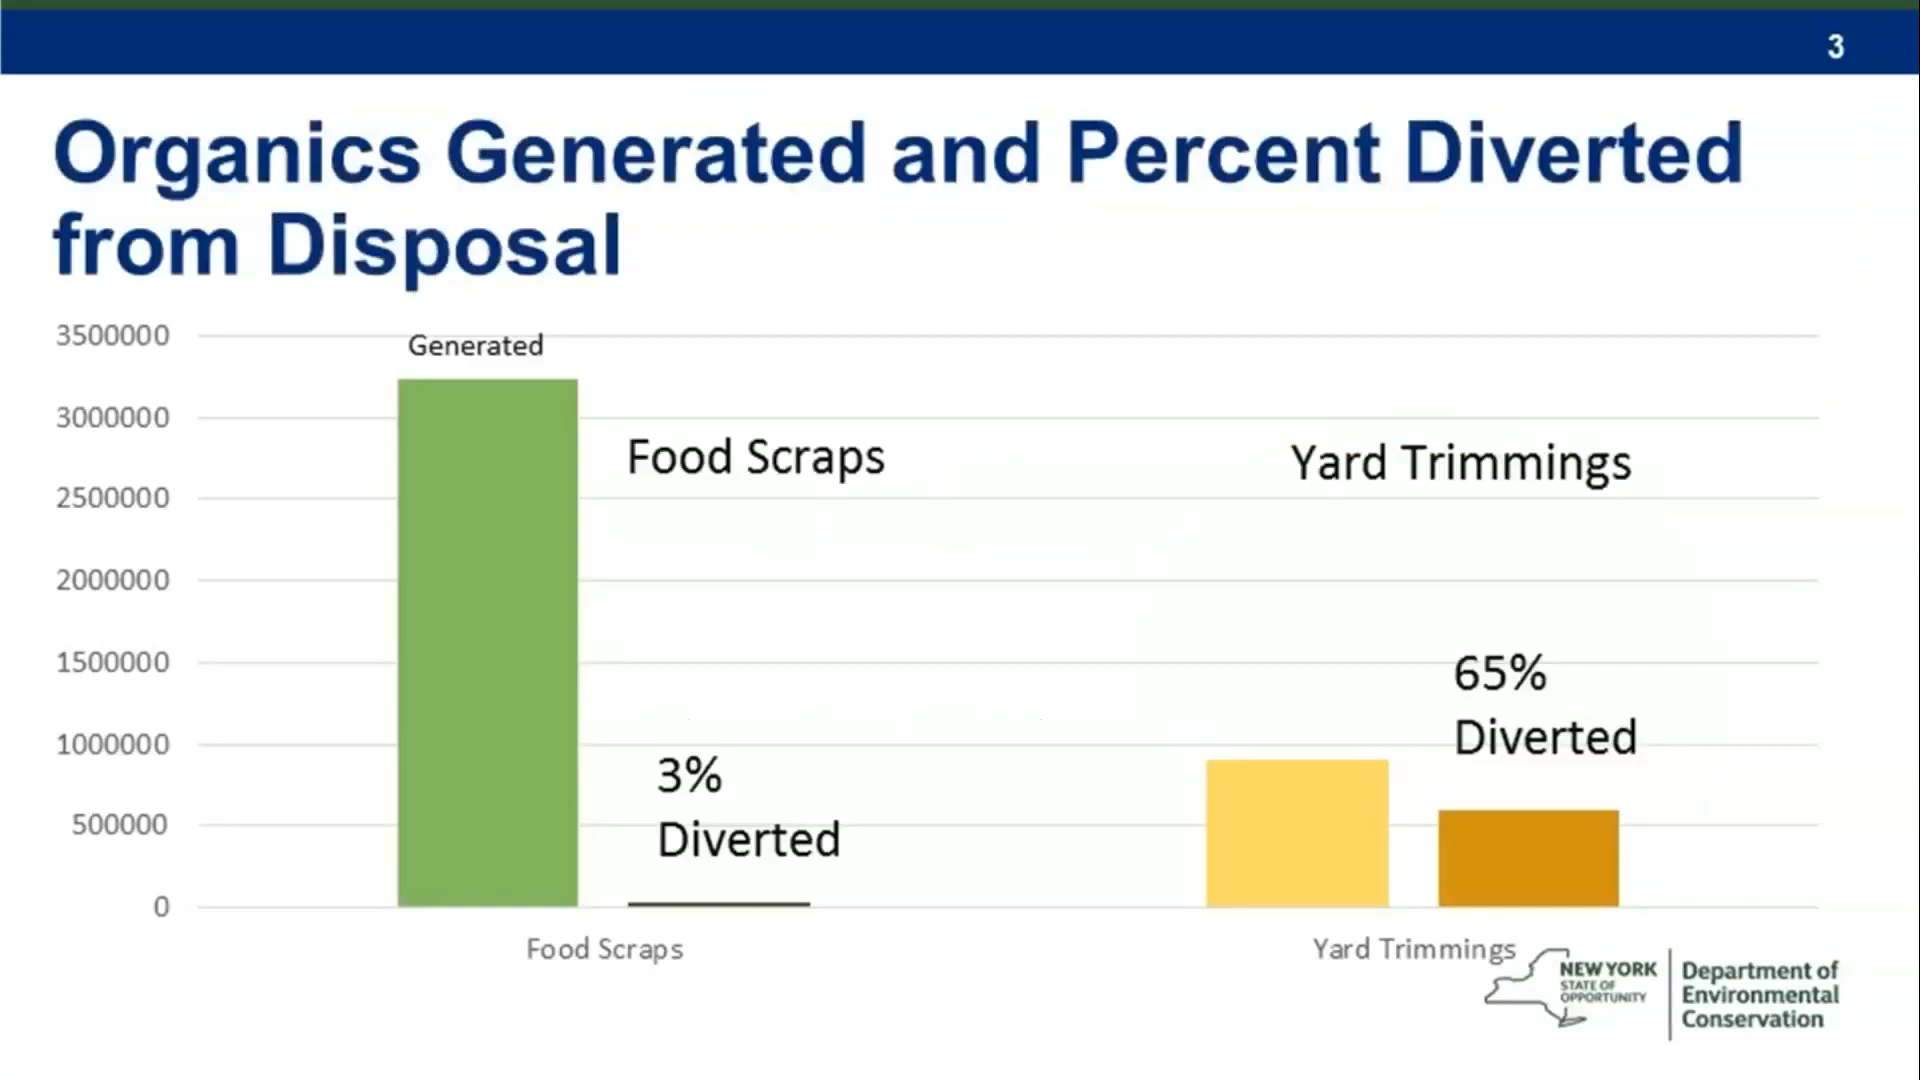 3
Organics Generated and Percent Diverted
from Disposal
3500000
3000000
2500000
2000000
1500000
1000000
500000
0
Generated
Food Scraps
3%
Diverted
Yard Trimmings
65%
Diverted
Food Scraps
Yard Trimmings
NEW YORK
STATE OF
OPPORTUNITY
Department of
Environmental
Conservation